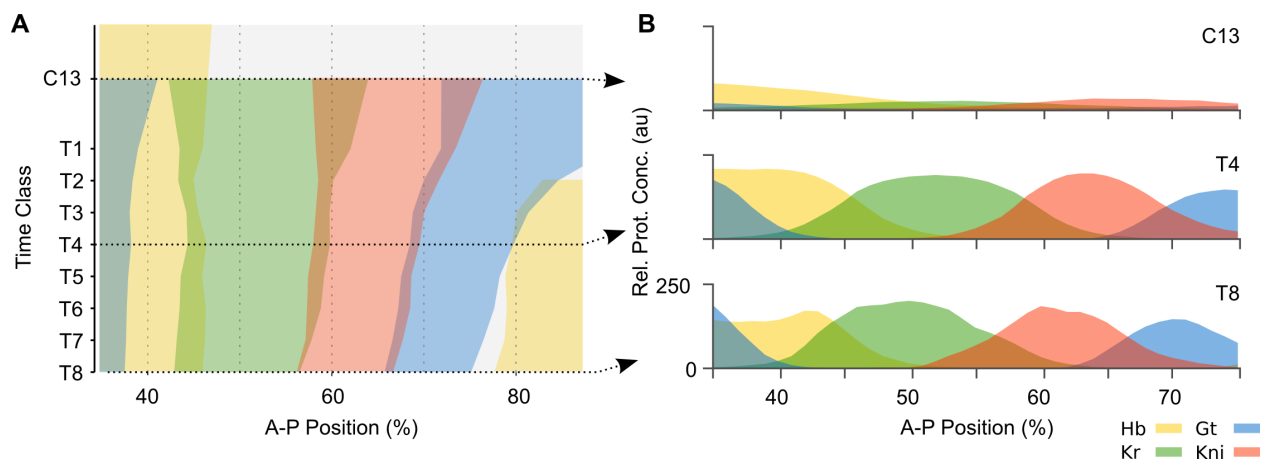 A
C13
T1
T2
T3
T4
T5
T6
T7
T8
Time Class
40 60 80
A-P Position (%)
B
C13
T4
T8
Rel. Prot. Conc. (au)
250
0
40 50 60 70
A-P Position (%)
Hb Gt
Kr Kni